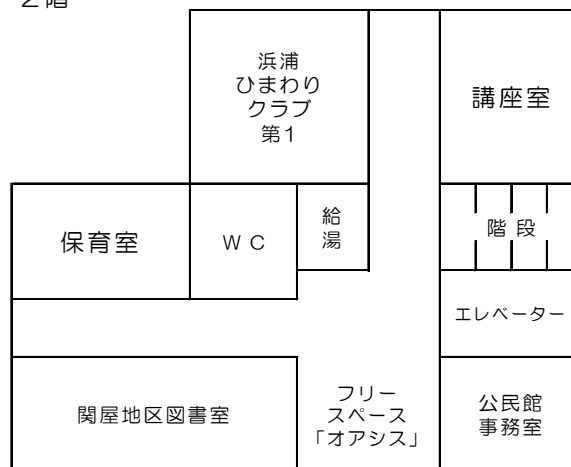 2階
浜浦
ひまわり
クラブ
第1
講座室
保育室
ＷＣ
給
湯
階段
エレベーター
関屋地区図書室
フリー
スペース
「オアシス」
公民館
事務室